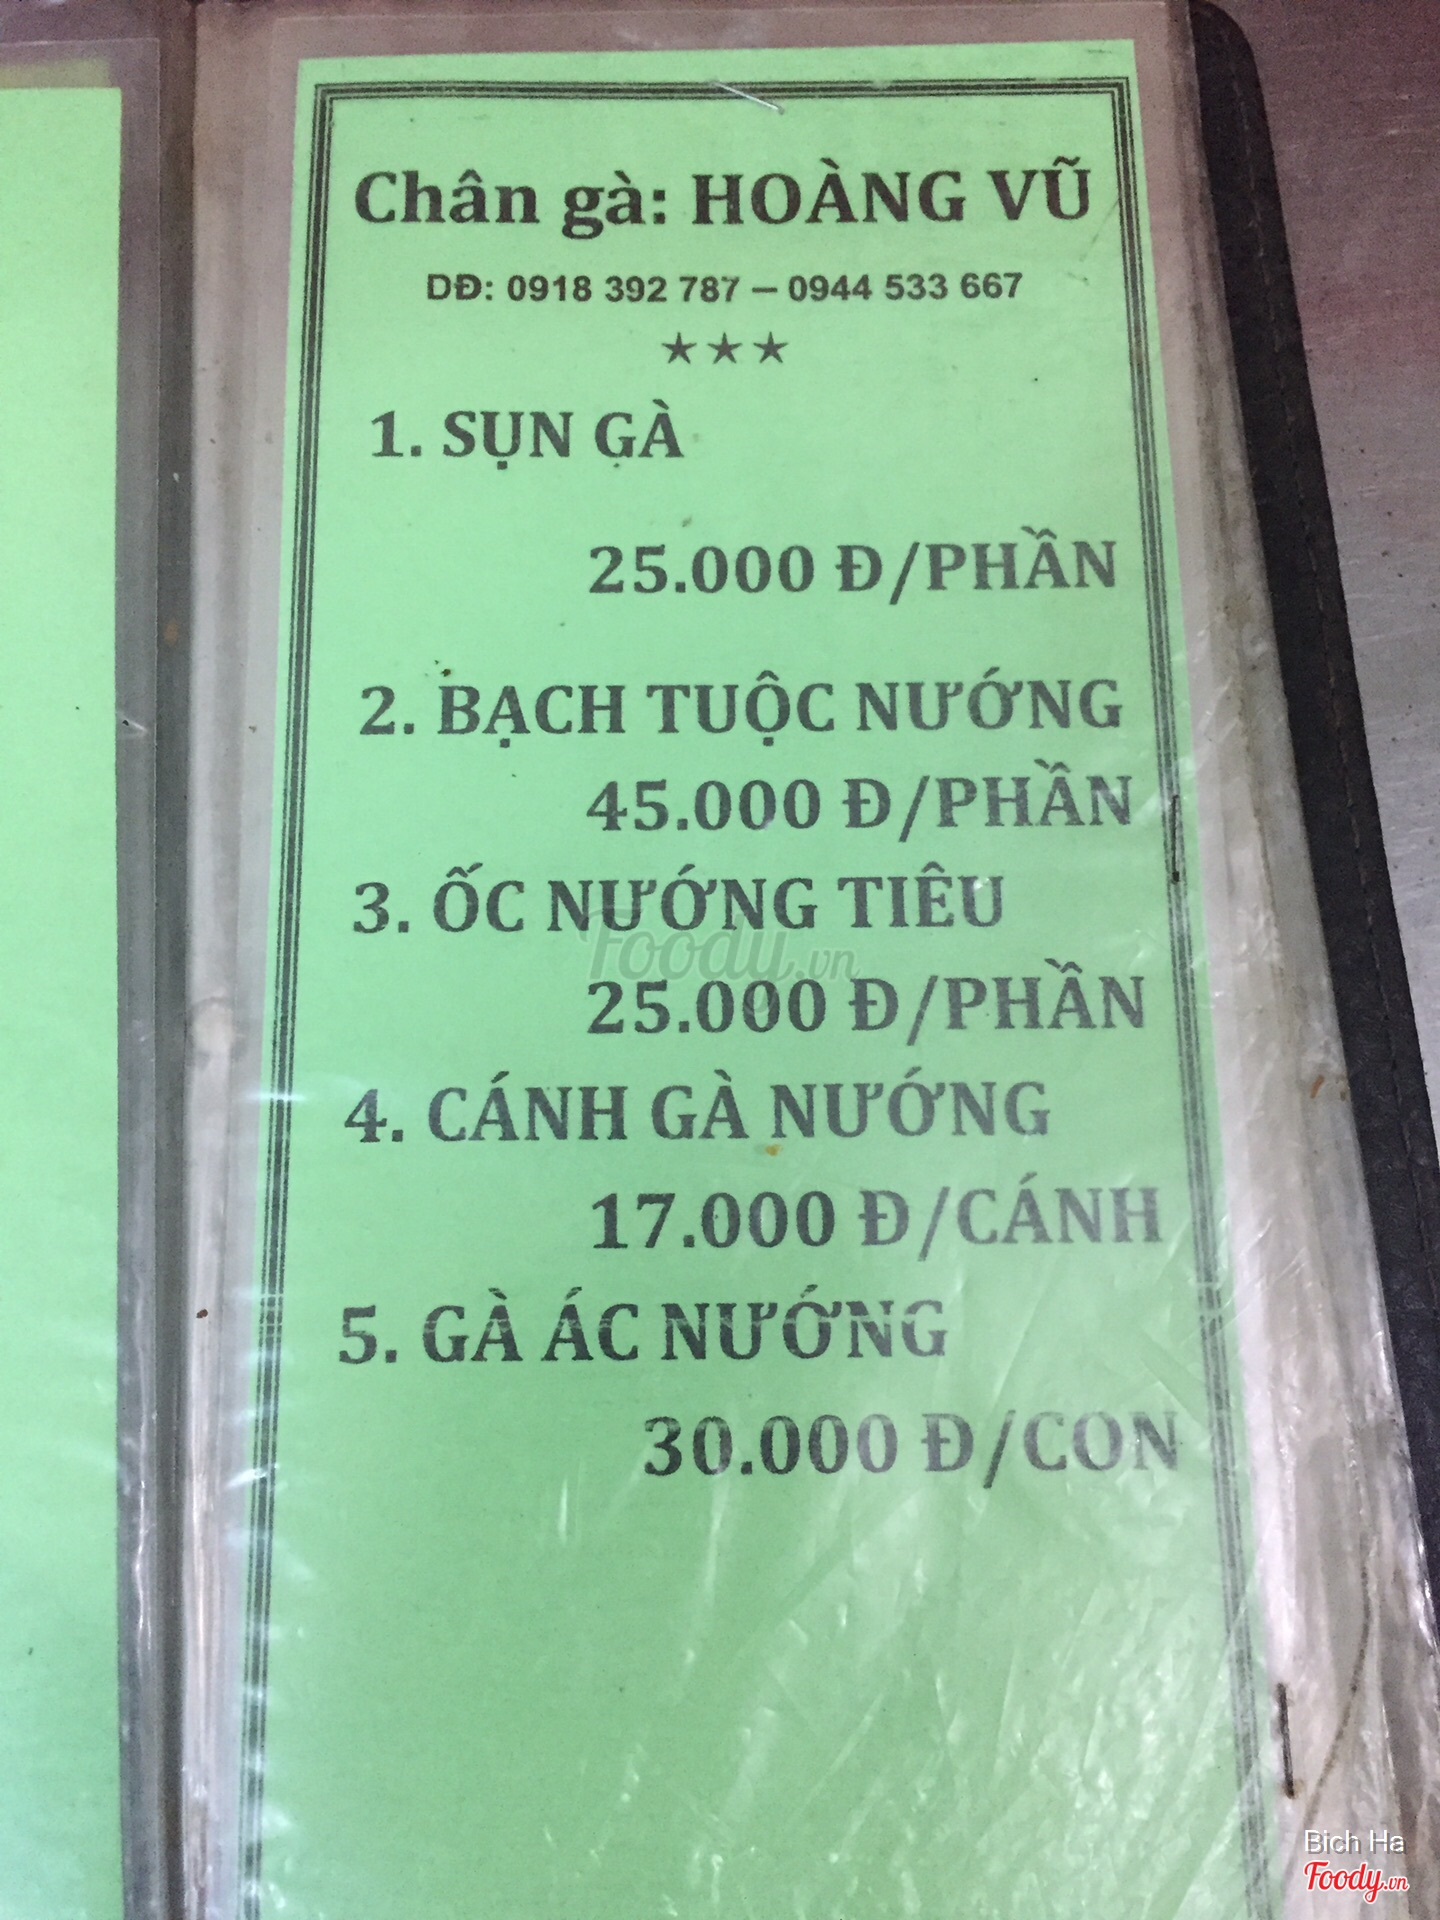 Chân gà: HOÀNG VŨ
DĐ: 0918 392 787 – 0944 533 667
★★★
1. SỤN GÀ
25.000 Đ/PHẦN
2. BẠCH TUỘC NƯỚNG
45.000 Đ/PHẦN
3. ỐC NƯỚNG TIÊU
Foody.vn
25.000 Đ/PHẦN
4. CÁNH GÀ NƯỚNG
17.000 Đ/CÁNH
5. GÀ ÁC NƯỚNG
30.000 Đ/CON
Bich Ha
Foody.vn